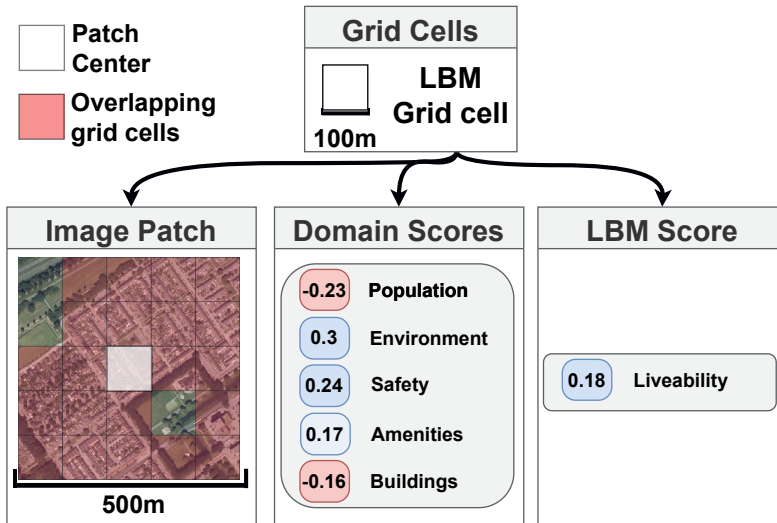 Patch
Center
Overlapping
grid cells
Grid Cells
LBM
Grid cell
100m
Image Patch
500m
Domain Scores
-0.23 Population
0.3 Environment
0.24 Safety
0.17 Amenities
-0.16 Buildings
LBM Score
0.18 Liveability